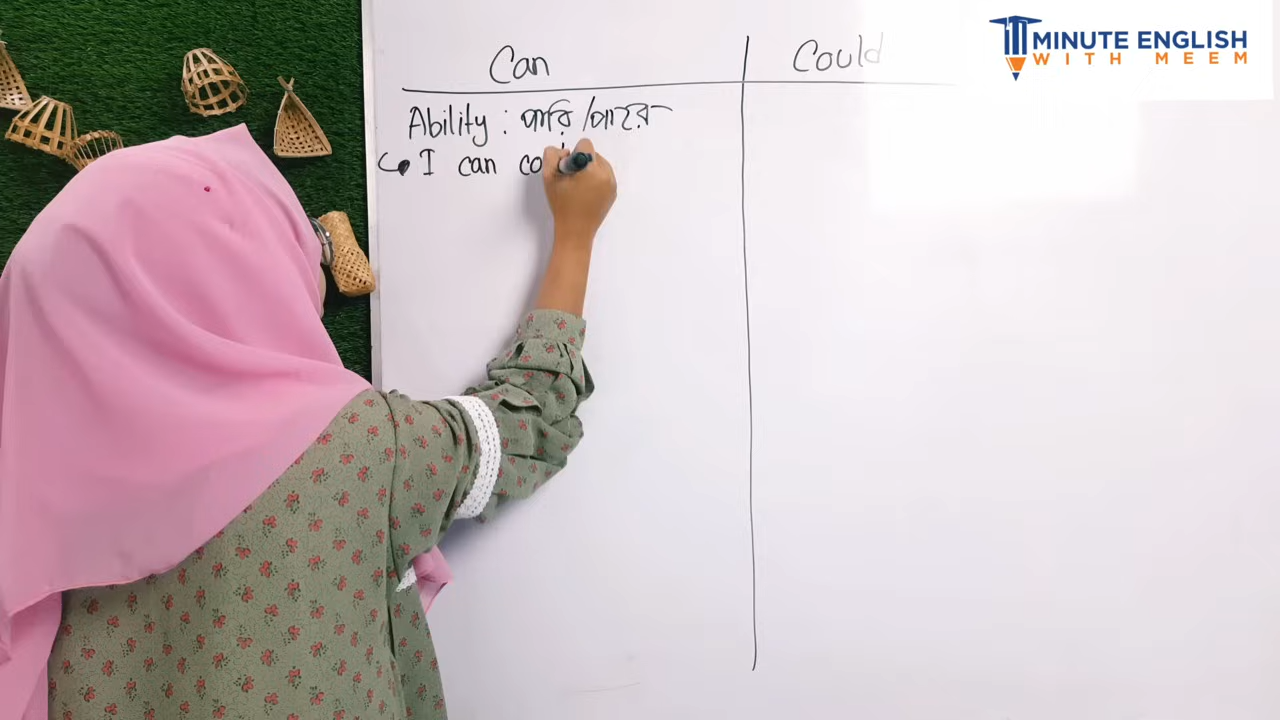 Can
Could
MINUTE ENGLISH
WITH MEEM
Ability : পারি / পারে
I can co